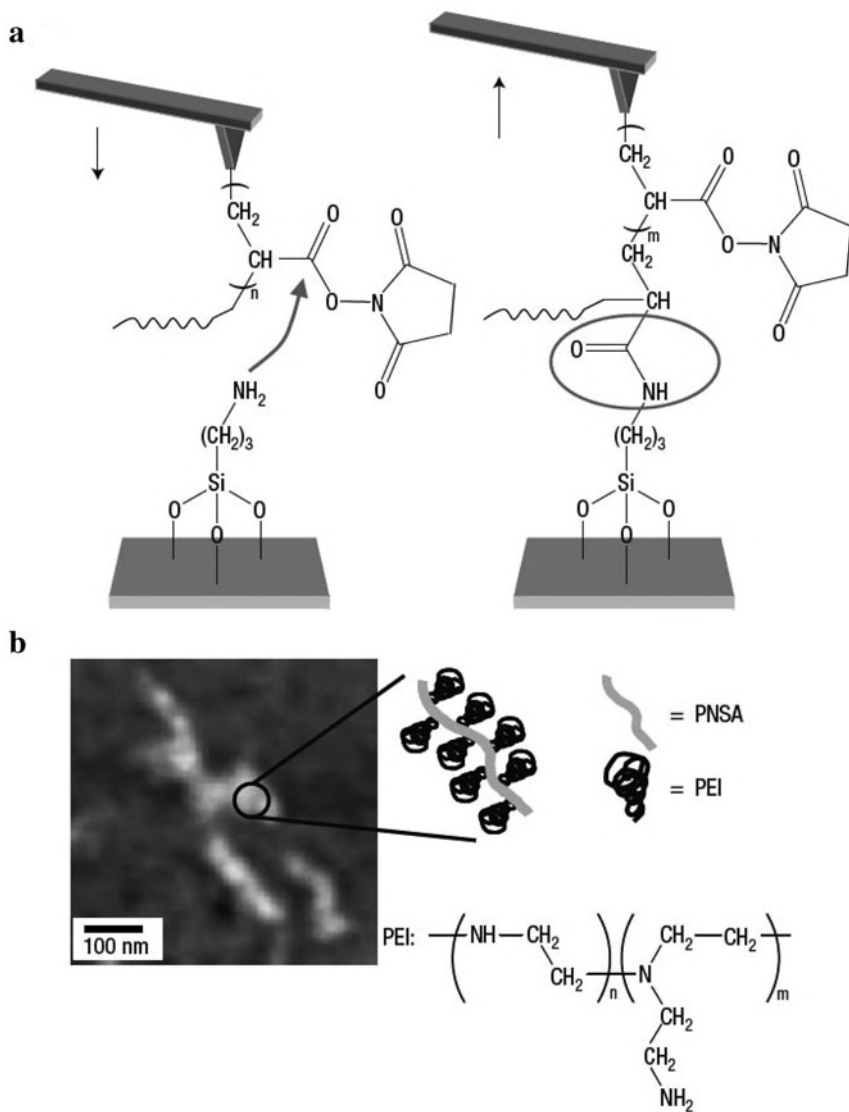 a
CH2
CH
O
O
N
O
O
n
NH2
(CH2)3
Si
O
O
O
CH2
CH
O
O
N
O
O
m
CH2
CH
O
NH
(CH2)3
Si
O
O
O
b
= PNSA
= PEI
100 nm
PEI:
NH
CH2
CH2
n
N
CH2
CH2
m
CH2
CH2
NH2